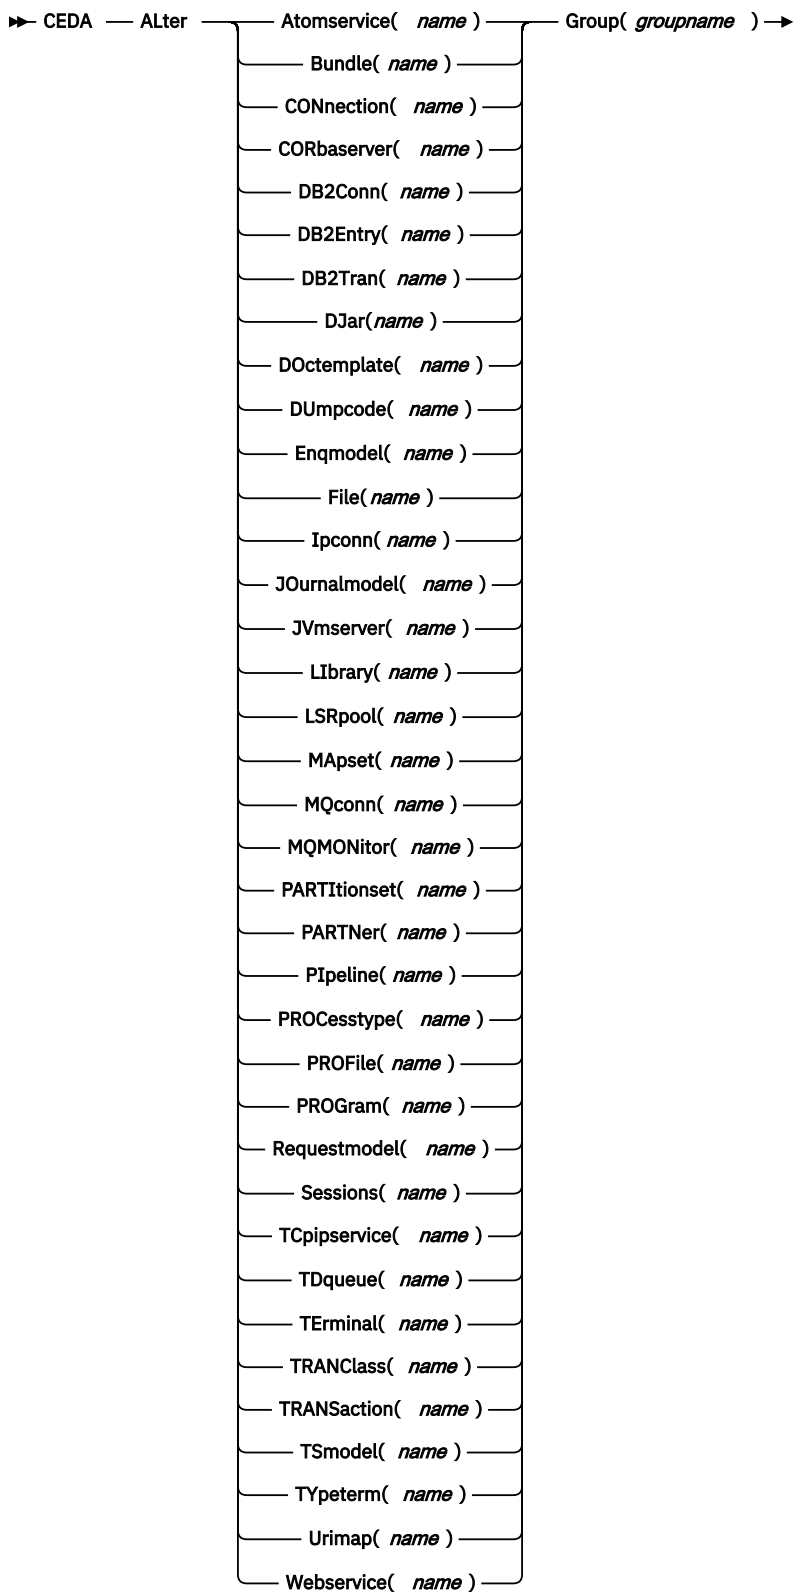 CEDA ALter Atomservice( name ) Group( groupname )
Bundle( name )
CONnection( name )
CORbaserver( name )
DB2Conn( name )
DB2Entry( name )
DB2Tran( name )
DJar(name )
DOctemplate( name )
DUmpcode( name )
Enqmodel( name )
File(name )
Ipconn(name )
JOurnalmodel( name )
JVmserver( name )
LIbrary( name )
LSRpool( name )
MApset( name )
MQconn( name )
MQMONitor( name )
PARTItionset( name )
PARTNer( name )
PIpeline( name )
PROCesstype( name )
PROFile( name )
PROGram( name )
Requestmodel( name )
Sessions( name )
TCpipservice( name )
TDqueue( name )
TErminal( name )
TRANClass( name )
TRANSaction( name )
TSmodel( name )
TYpeterm( name )
Urimap( name )
Webservice( name )